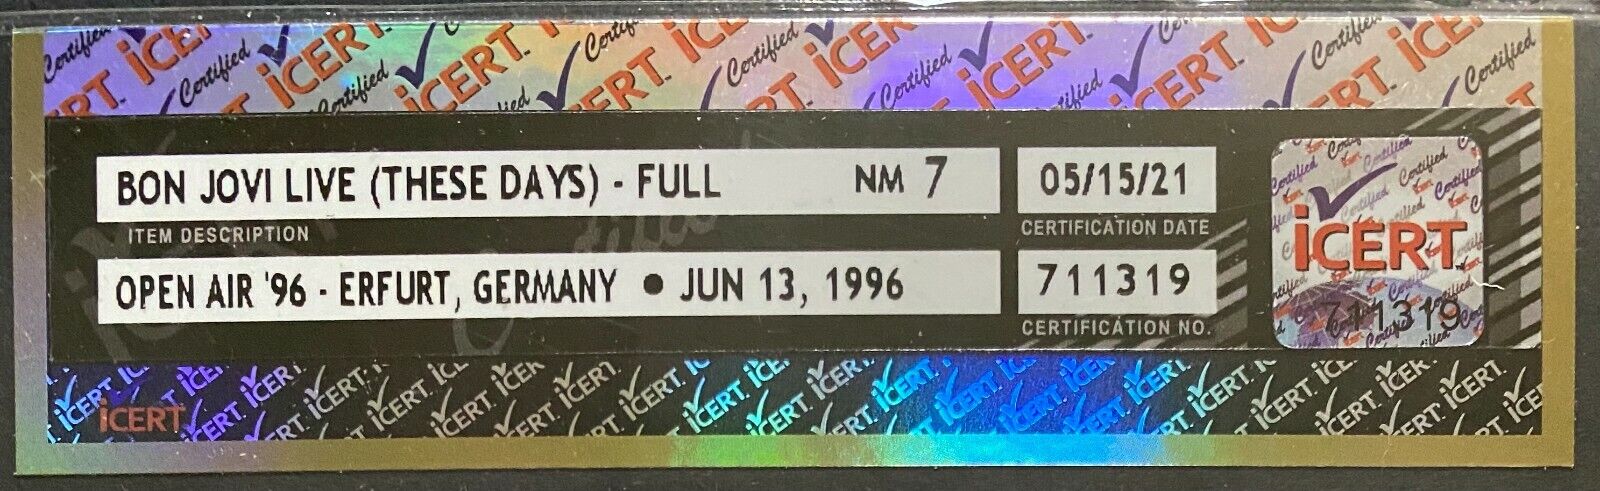 BON JOVI LIVE (THESE DAYS) - FULL NM 7
ITEM DESCRIPTION
OPEN AIR '96 - ERFURT, GERMANY • JUN 13, 1996
05/15/21
CERTIFICATION DATE
711319
CERTIFICATION NO.
iCERT
711319
iCERT